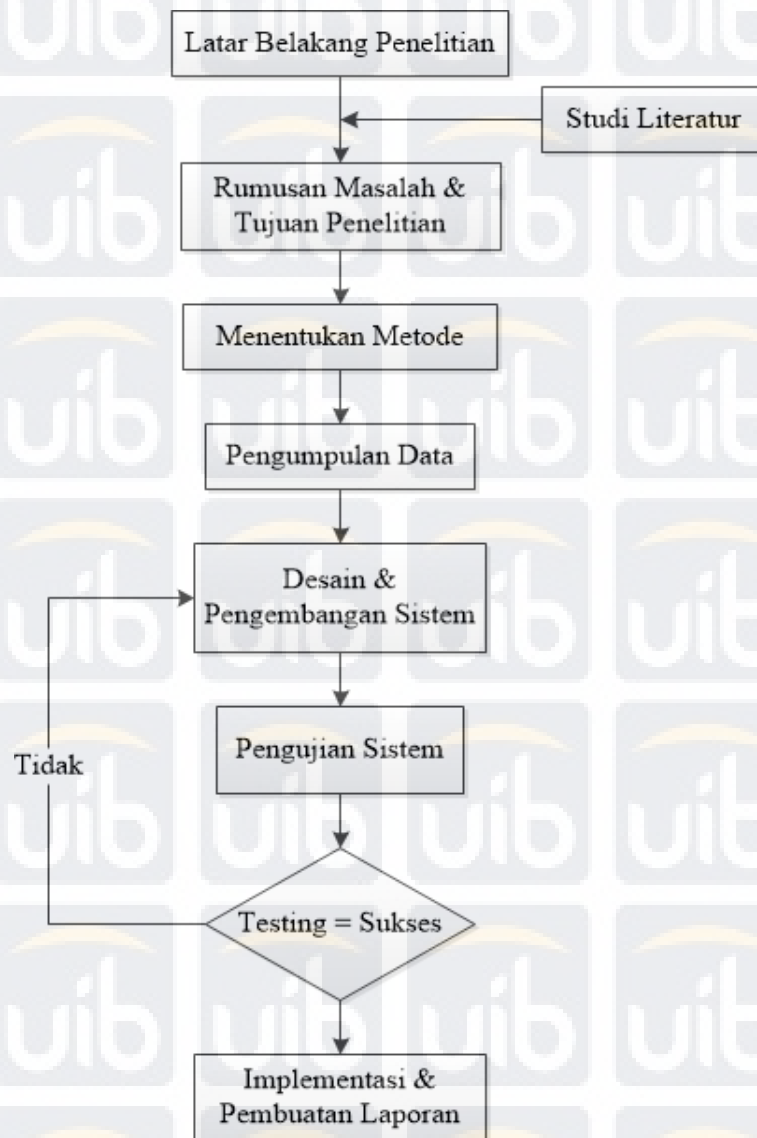 Latar Belakang Penelitian
Studi Literatur
Rumusan Masalah &
Tujuan Penelitian
Menentukan Metode
Pengumpulan Data
Desain &
Pengembangan Sistem
Pengujian Sistem
Tidak
Testing = Sukses
Implementasi &
Pembuatan Laporan
uib